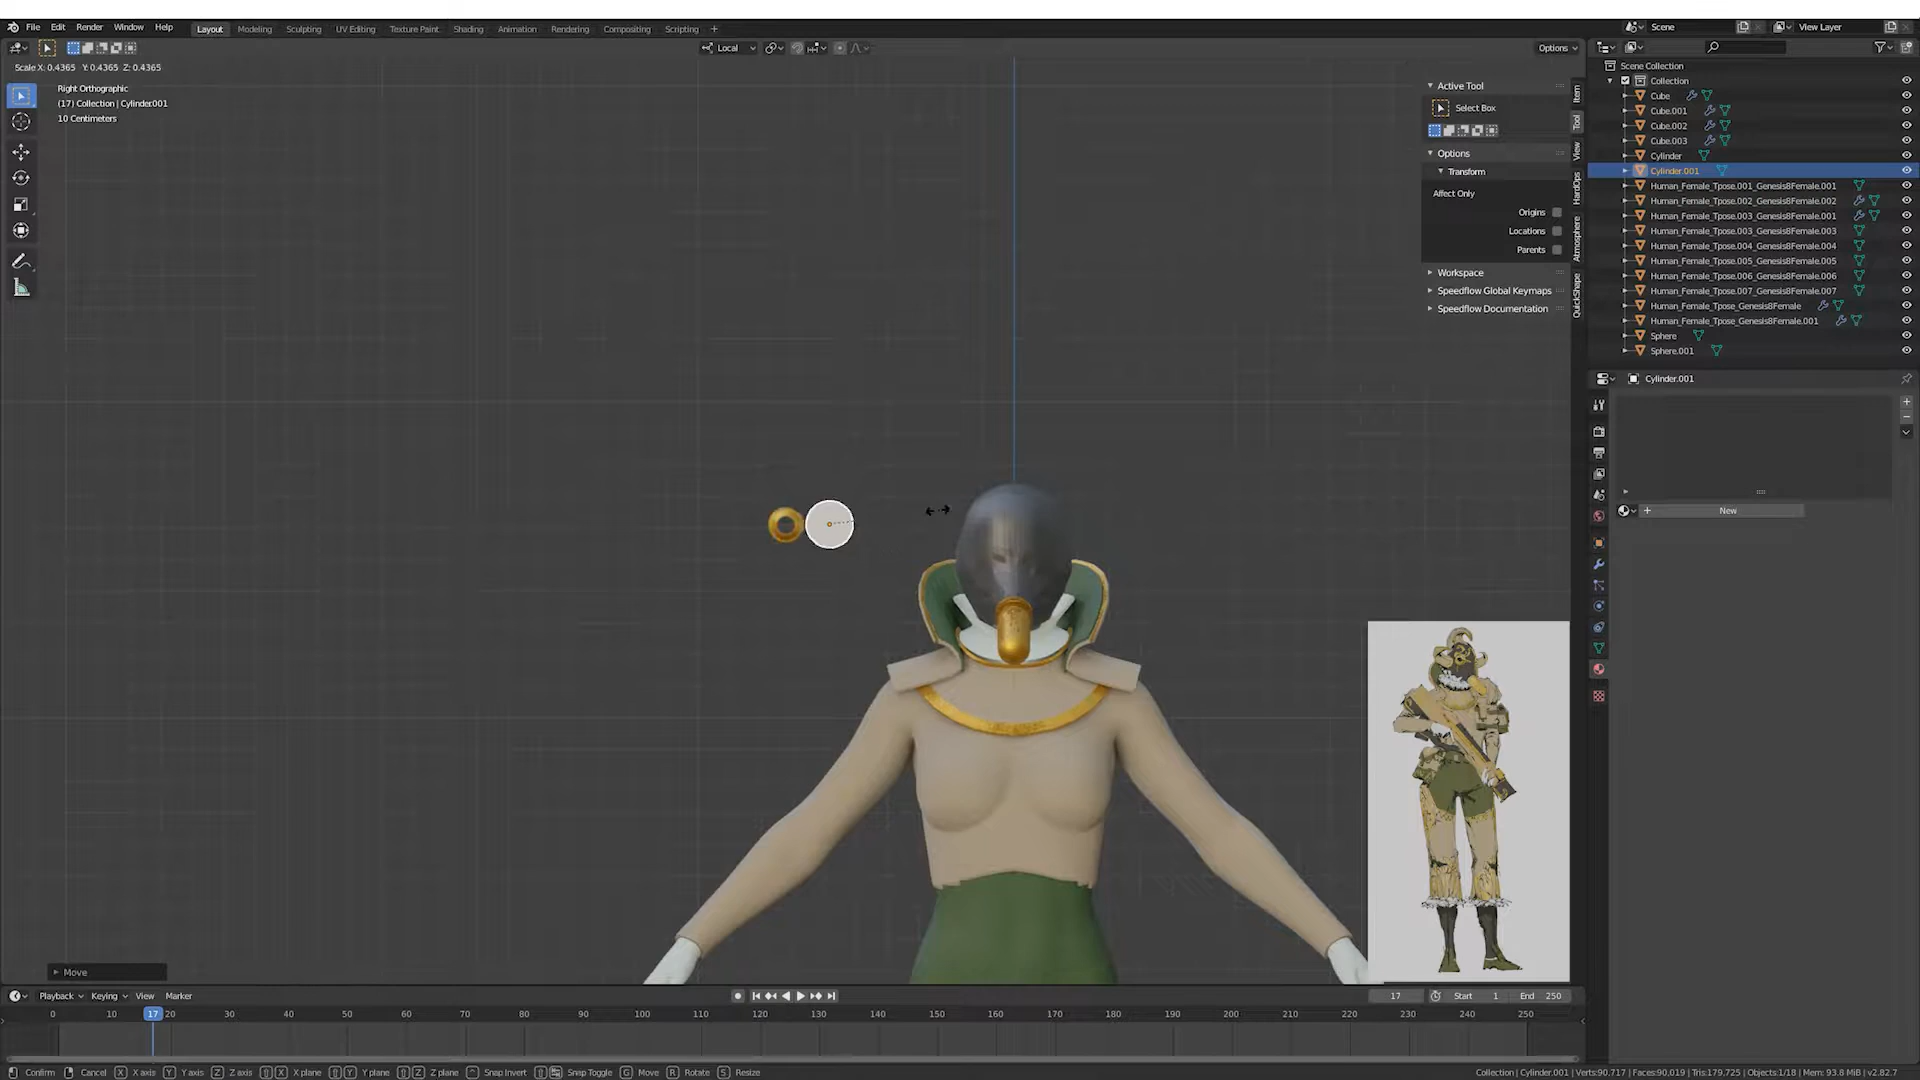 File Edit Render Window Help Layout Modeling Sculpting UV Editing Texture Paint Shading Animation Rendering Compositing Scripting + Scene View Layer
Local Options
Scale X: 0.4365 Y: 0.4365 Z: 0.4365
Right Orthographic
(17) Collection | Cylinder.001
10 Centimeters
Active Tool
Select Box
Options
Transform
Affect Only
Origins
Locations
Parents
Workspace
Speedflow Global Keymaps
Speedflow Documentation
Item
Tool
View
HardOps
Atmosphere
QuickShape
Scene Collection
Collection
Cube
Cube.001
Cube.002
Cube.003
Cylinder
Cylinder.001
Human_Female_Tpose.001_Genesis8Female.001
Human_Female_Tpose.002_Genesis8Female.002
Human_Female_Tpose.003_Genesis8Female.001
Human_Female_Tpose.003_Genesis8Female.003
Human_Female_Tpose.004_Genesis8Female.004
Human_Female_Tpose.005_Genesis8Female.005
Human_Female_Tpose.006_Genesis8Female.006
Human_Female_Tpose.007_Genesis8Female.007
Human_Female_Tpose_Genesis8Female
Human_Female_Tpose_Genesis8Female.001
Sphere
Sphere.001
Cylinder.001
New
Move
Playback Keying View Marker 17 Start 1 End 250
0 10 17 20 30 40 50 60 70 80 90 100 110 120 130 140 150 160 170 180 190 200 210 220 230 240 250
Confirm Cancel X X axis Y Y axis Z Z axis X X plane Y Y plane Z Z plane Snap Invert Snap Toggle G Move R Rotate S Resize Collection | Cylinder.001 | Verts:90,717 | Faces:90,019 | Tris:179,725 | Objects:1/18 | Mem: 93.8 MiB | v2.82.7